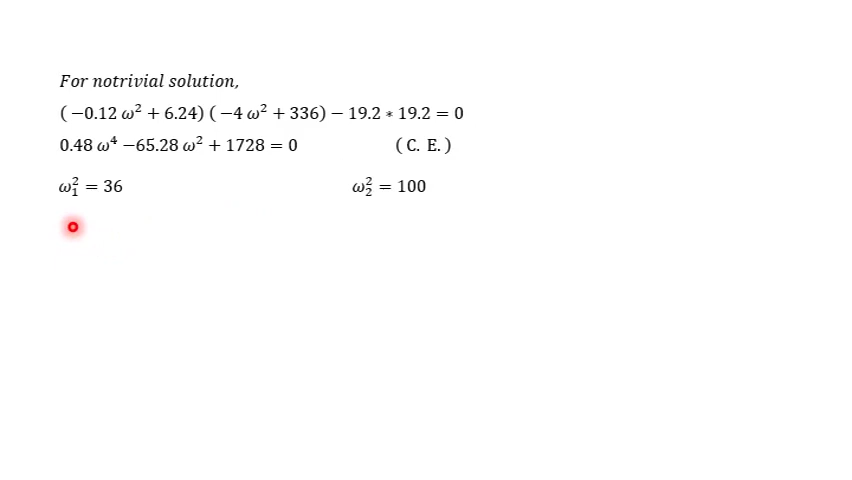 For notrivial solution,
( −0.12 ω² + 6.24) ( −4 ω² + 336) − 19.2 ∗ 19.2 = 0
0.48 ω⁴ −65.28 ω² + 1728 = 0 ( C. E. )
ω₁² = 36 ω₂² = 100